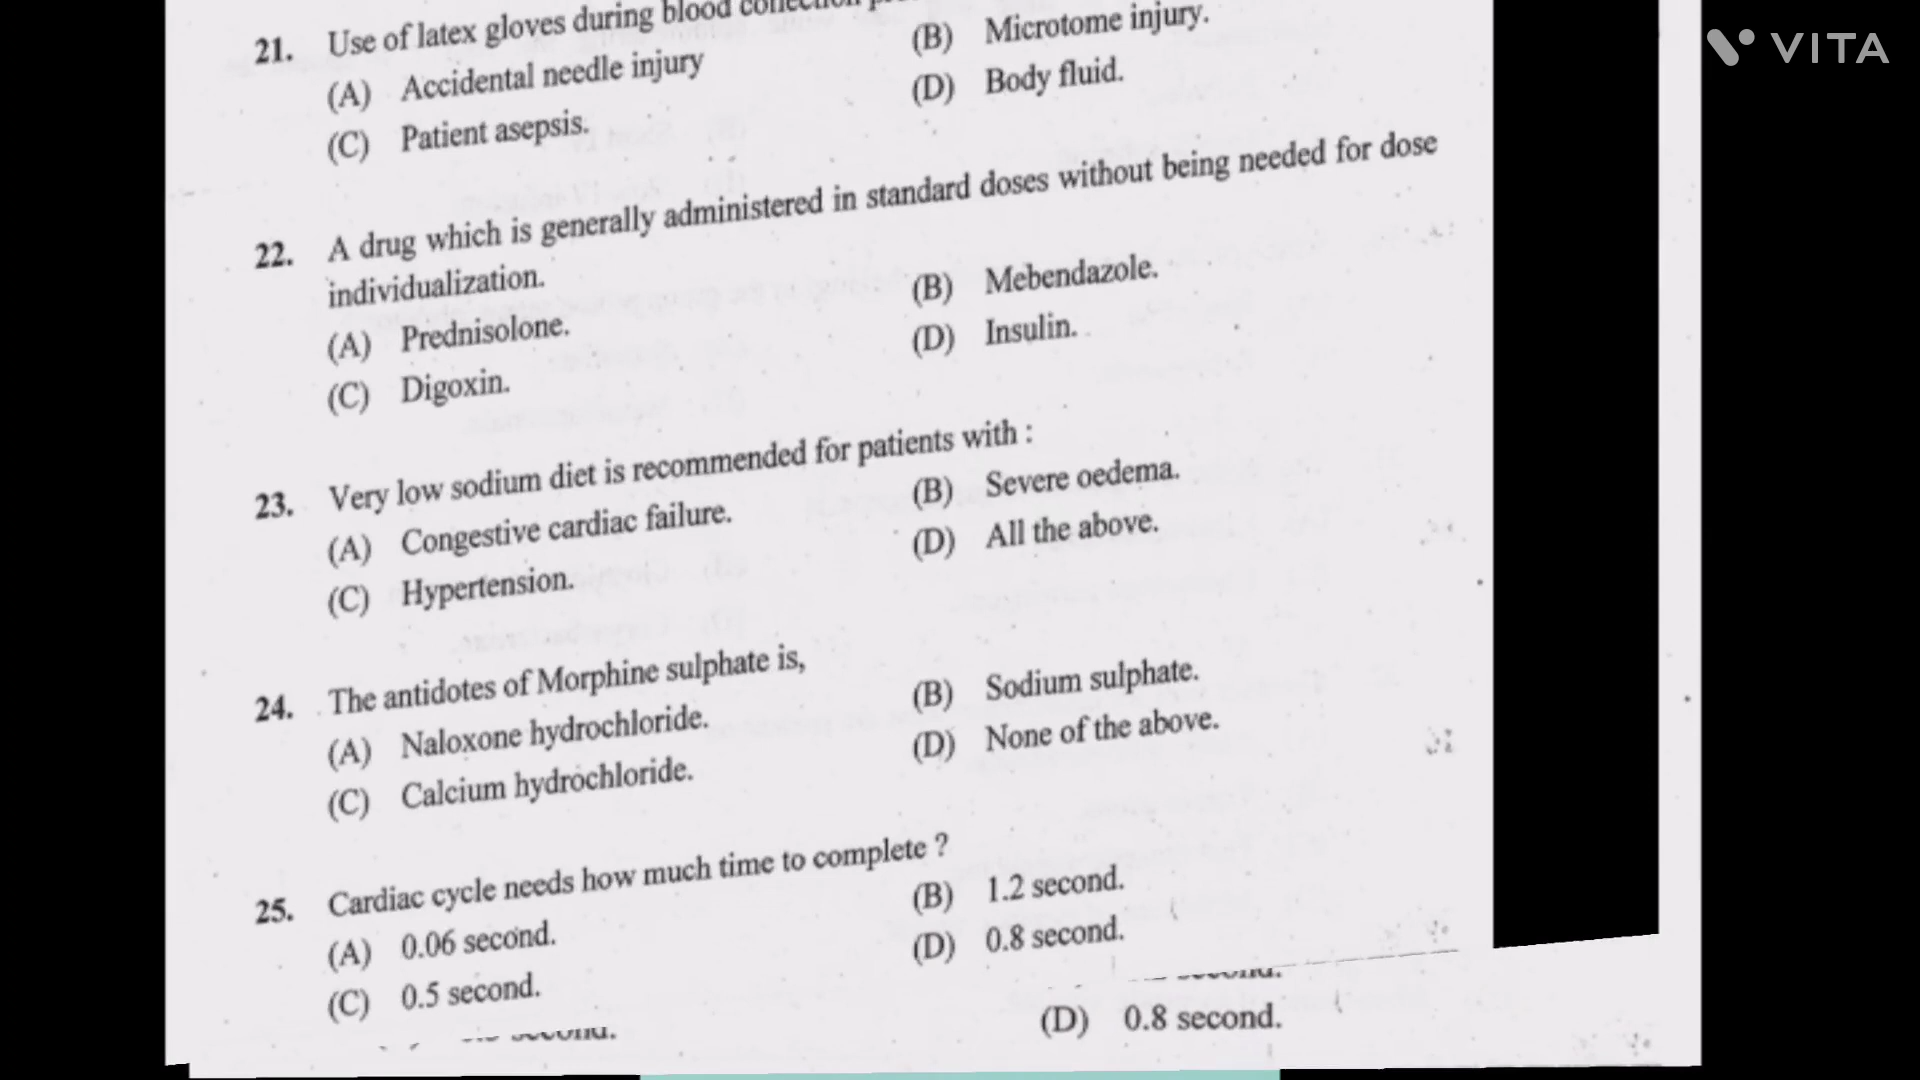 VITA
21. Use of latex gloves during blood
(A) Accidental needle injury (B) Microtome injury.
(C) Patient asepsis. (D) Body fluid.
22. A drug which is generally administered in standard doses without being needed for dose
individualization.
(A) Prednisolone. (B) Mebendazole.
(C) Digoxin. (D) Insulin.
23. Very low sodium diet is recommended for patients with :
(A) Congestive cardiac failure. (B) Severe oedema.
(C) Hypertension. (D) All the above.
24. The antidotes of Morphine sulphate is,
(A) Naloxone hydrochloride. (B) Sodium sulphate.
(C) Calcium hydrochloride. (D) None of the above.
25. Cardiac cycle needs how much time to complete ?
(A) 0.06 second. (B) 1.2 second.
(C) 0.5 second. (D) 0.8 second.
(D) 0.8 second.